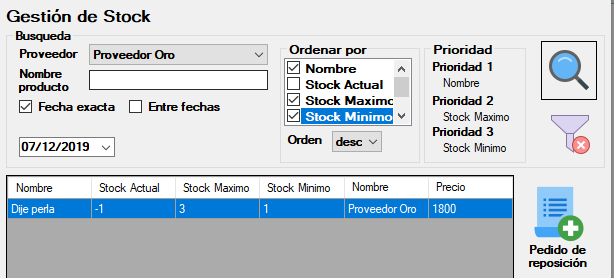 Gestión de Stock
Busqueda
Proveedor
Proveedor Oro
Nombre
producto
Fecha exacta
Entre fechas
07/12/2019
Ordenar por
Nombre
Stock Actual
Stock Maximo
Stock Minimo
Orden
desc
Prioridad
Prioridad 1
Nombre
Prioridad 2
Stock Maximo
Prioridad 3
Stock Minimo
Nombre Stock Actual Stock Maximo Stock Minimo Nombre Precio
Dije perla -1 3 1 Proveedor Oro 1800
Pedido de
reposición